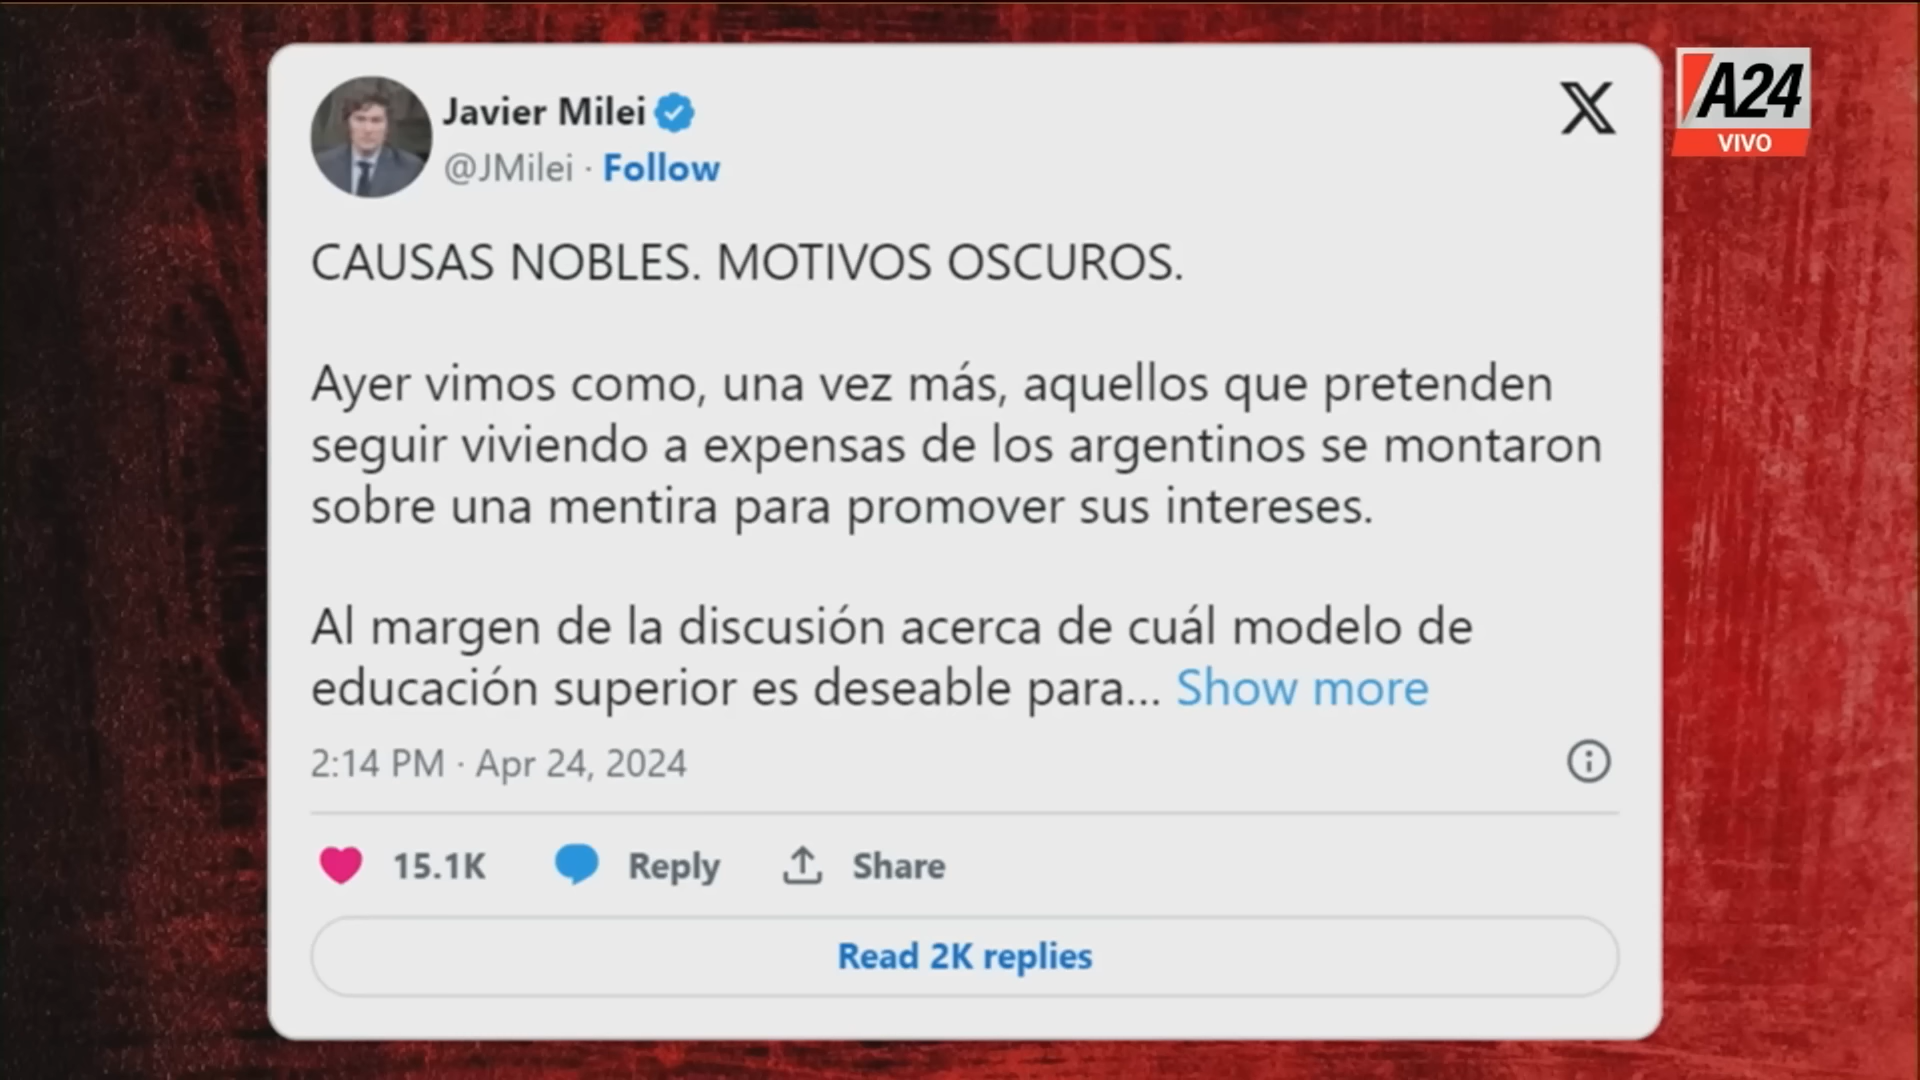 Javier Milei
@JMilei · Follow
CAUSAS NOBLES. MOTIVOS OSCUROS.
Ayer vimos como, una vez más, aquellos que pretenden
seguir viviendo a expensas de los argentinos se montaron
sobre una mentira para promover sus intereses.
Al margen de la discusión acerca de cuál modelo de
educación superior es deseable para... Show more
2:14 PM · Apr 24, 2024
15.1K Reply Share
Read 2K replies
A24
VIVO